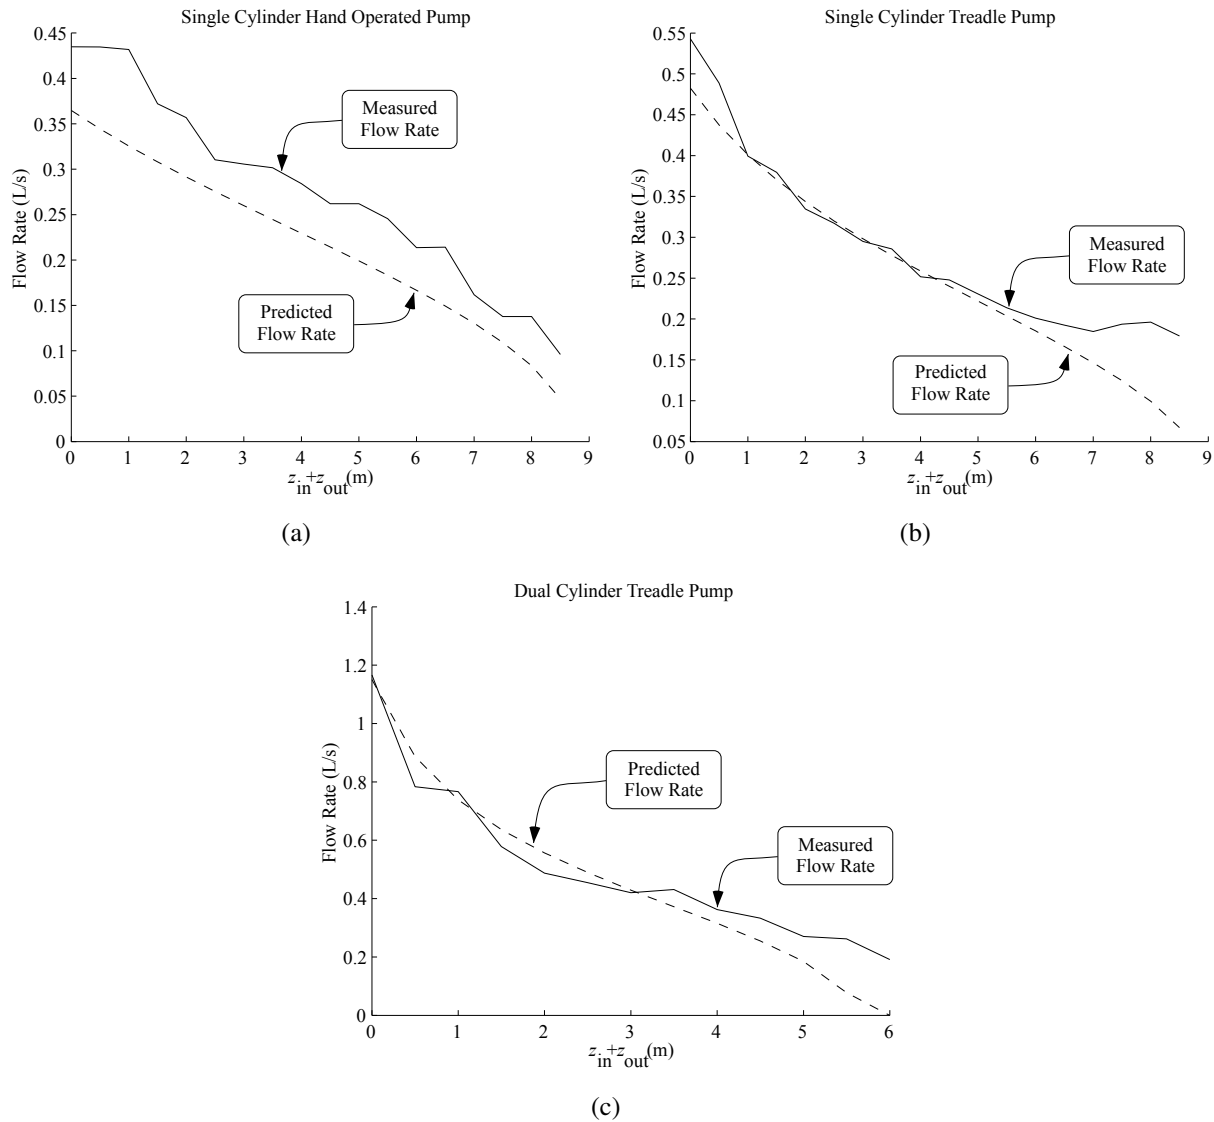 Single Cylinder Hand Operated Pump
0.45
0.4
0.35
0.3
0.25
0.2
0.15
0.1
0.05
0
Flow Rate (L/s)
Measured
Flow Rate
Predicted
Flow Rate
0 1 2 3 4 5 6 7 8 9
z_in+z_out(m)
(a)
Single Cylinder Treadle Pump
0.55
0.5
0.45
0.4
0.35
0.3
0.25
0.2
0.15
0.1
0.05
Flow Rate (L/s)
Measured
Flow Rate
Predicted
Flow Rate
0 1 2 3 4 5 6 7 8 9
z_in+z_out(m)
(b)
Dual Cylinder Treadle Pump
1.4
1.2
1
0.8
0.6
0.4
0.2
0
Flow Rate (L/s)
Predicted
Flow Rate
Measured
Flow Rate
0 1 2 3 4 5 6
z_in+z_out(m)
(c)